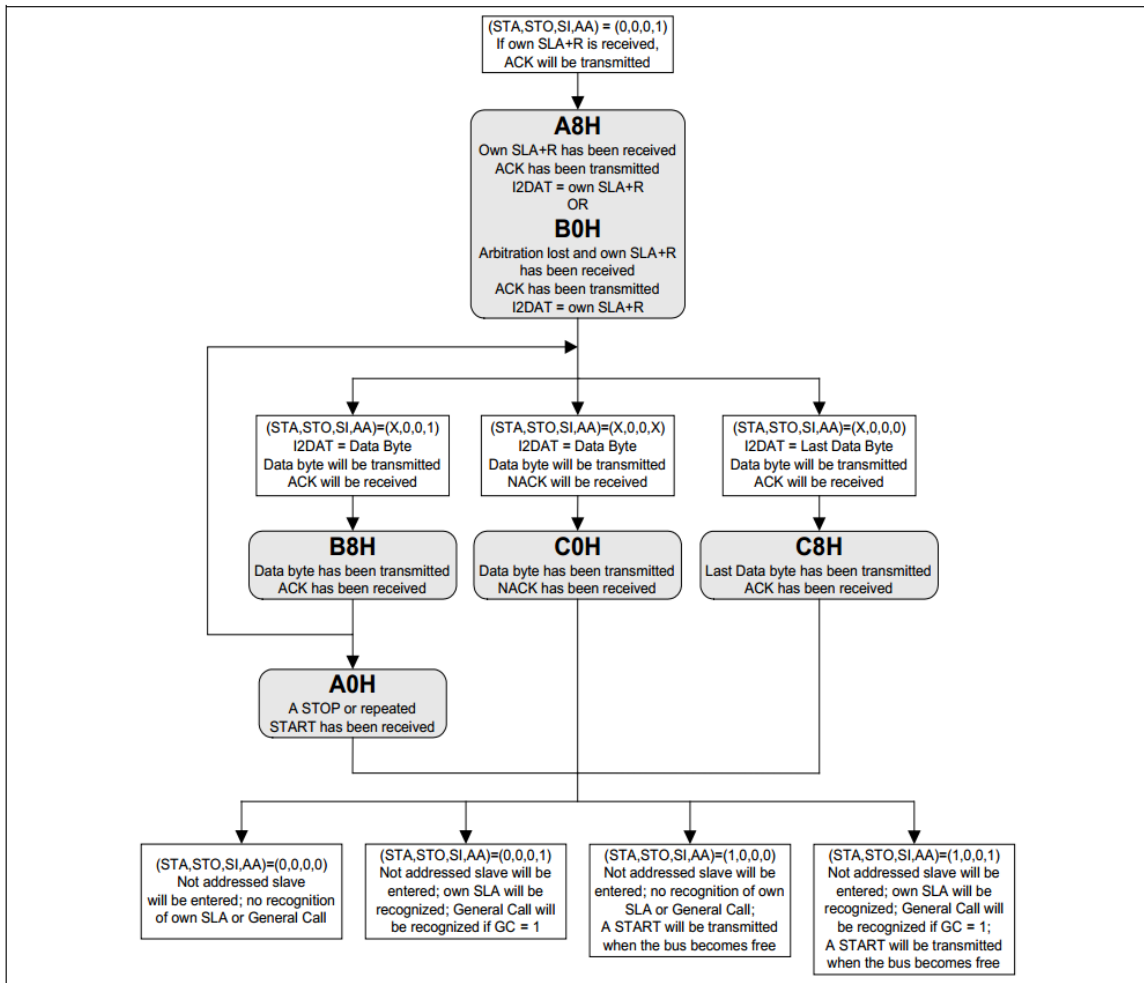 (STA,STO,SI,AA) = (0,0,0,1)
If own SLA+R is received,
ACK will be transmitted
A8H
Own SLA+R has been received
ACK has been transmitted
I2DAT = own SLA+R
OR
B0H
Arbitration lost and own SLA+R
has been received
ACK has been transmitted
I2DAT = own SLA+R
(STA,STO,SI,AA)=(X,0,0,1)
I2DAT = Data Byte
Data byte will be transmitted
ACK will be received
(STA,STO,SI,AA)=(X,0,0,X)
I2DAT = Data Byte
Data byte will be transmitted
NACK will be received
(STA,STO,SI,AA)=(X,0,0,0)
I2DAT = Last Data Byte
Data byte will be transmitted
ACK will be received
B8H
Data byte has been transmitted
ACK has been received
C0H
Data byte has been transmitted
NACK has been received
C8H
Last Data byte has been transmitted
ACK has been received
A0H
A STOP or repeated
START has been received
(STA,STO,SI,AA)=(0,0,0,0)
Not addressed slave
will be entered; no recognition
of own SLA or General Call
(STA,STO,SI,AA)=(0,0,0,1)
Not addressed slave will be
entered; own SLA will be
recognized; General Call will
be recognized if GC = 1
(STA,STO,SI,AA)=(1,0,0,0)
Not addressed slave will be
entered; no recognition of own
SLA or General Call;
A START will be transmitted
when the bus becomes free
(STA,STO,SI,AA)=(1,0,0,1)
Not addressed slave will be
entered; own SLA will be
recognized; General Call will
be recognized if GC = 1;
A START will be transmitted
when the bus becomes free